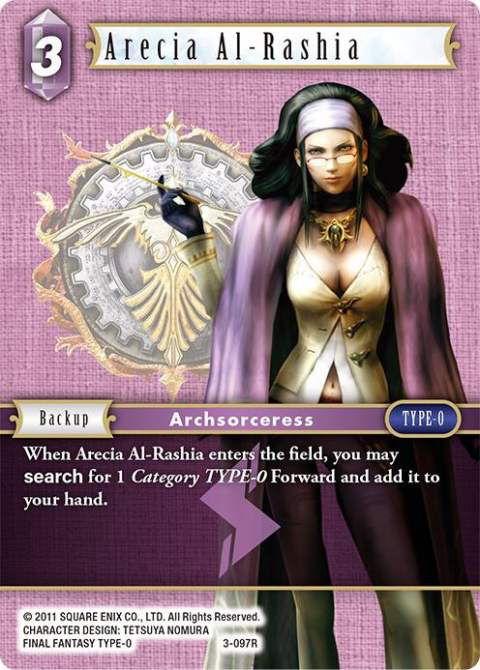 3
Arecia Al-Rashia
Backup
Archsorceress
TYPE-0
When Arecia Al-Rashia enters the field, you may
search for 1 Category TYPE-0 Forward and add it to
your hand.
© 2011 SQUARE ENIX CO., LTD. All Rights Reserved.
CHARACTER DESIGN: TETSUYA NOMURA
FINAL FANTASY TYPE-0
3-097R